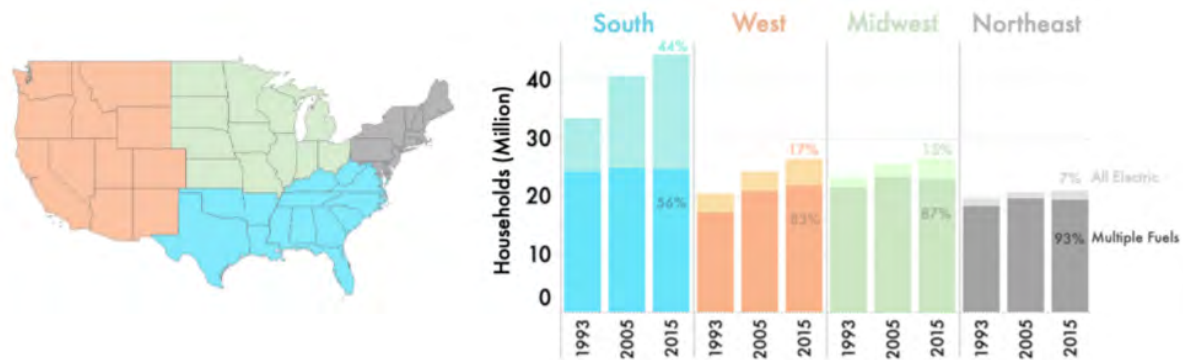 South West Midwest Northeast
Households (Million)
40
30
20
10
0
44%
56%
17%
83%
13%
87%
7% All Electric
93% Multiple Fuels
1993 2005 2015 1993 2005 2015 1993 2005 2015 1993 2005 2015